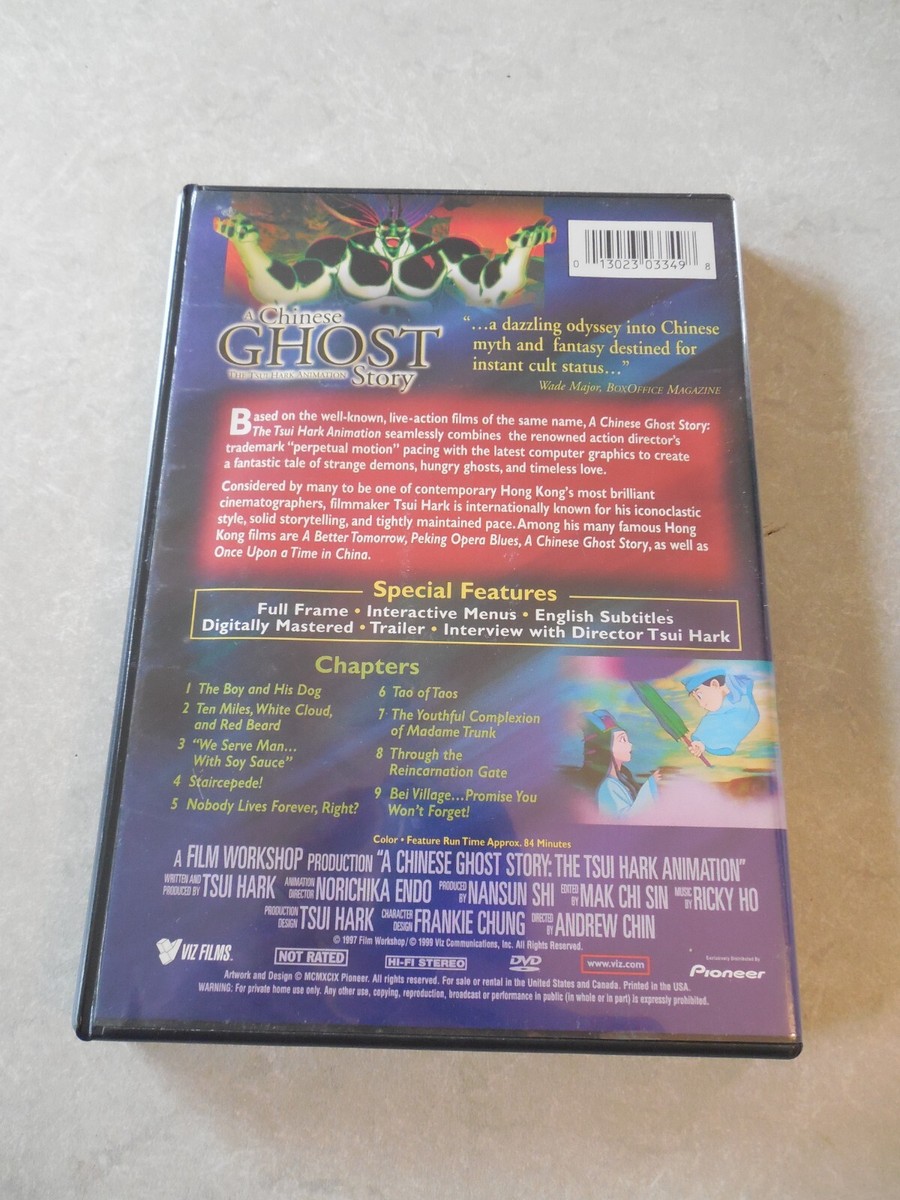 0 13023 03349 8
A Chinese
GHOST
THE TSUI HARK ANIMATION Story
“...a dazzling odyssey into Chinese
myth and fantasy destined for
instant cult status...”
Wade Major, BOXOFFICE MAGAZINE
Based on the well-known, live-action films of the same name, A Chinese Ghost Story:
The Tsui Hark Animation seamlessly combines the renowned action director's
trademark “perpetual motion” pacing with the latest computer graphics to create
a fantastic tale of strange demons, hungry ghosts, and timeless love.
Considered by many to be one of contemporary Hong Kong's most brilliant
cinematographers, filmmaker Tsui Hark is internationally known for his iconoclastic
style, solid storytelling, and tightly maintained pace. Among his many famous Hong
Kong films are A Better Tomorrow, Peking Opera Blues, A Chinese Ghost Story, as well as
Once Upon a Time in China.
Special Features
Full Frame • Interactive Menus • English Subtitles
Digitally Mastered • Trailer • Interview with Director Tsui Hark
Chapters
1 The Boy and His Dog
2 Ten Miles, White Cloud,
and Red Beard
3 “We Serve Man...
With Soy Sauce”
4 Staircepede!
5 Nobody Lives Forever, Right?
6 Tao of Taos
7 The Youthful Complexion
of Madame Trunk
8 Through the
Reincarnation Gate
9 Bei Village...Promise You
Won't Forget!
Color • Feature Run Time Approx. 84 Minutes
A FILM WORKSHOP PRODUCTION “A CHINESE GHOST STORY: THE TSUI HARK ANIMATION”
WRITTEN AND PRODUCED BY TSUI HARK ANIMATION DIRECTOR NORICHIKA ENDO PRODUCED BY NANSUN SHI EDITED BY MAK CHI SIN MUSIC BY RICKY HO
PRODUCTION DESIGN TSUI HARK CHARACTER DESIGN FRANKIE CHUNG DIRECTED BY ANDREW CHIN
© 1997 Film Workshop/© 1999 Viz Communications, Inc. All Rights Reserved.
VIZ FILMS. NOT RATED HI-FI STEREO DVD VIDEO www.viz.com Exclusively Distributed By Pioneer
Artwork and Design © MCMXCIX Pioneer. All rights reserved. For sale or rental in the United States and Canada. Printed in the USA.
WARNING: For private home use only. Any other use, copying, reproduction, broadcast or performance in public (in whole or in part) is expressly prohibited.